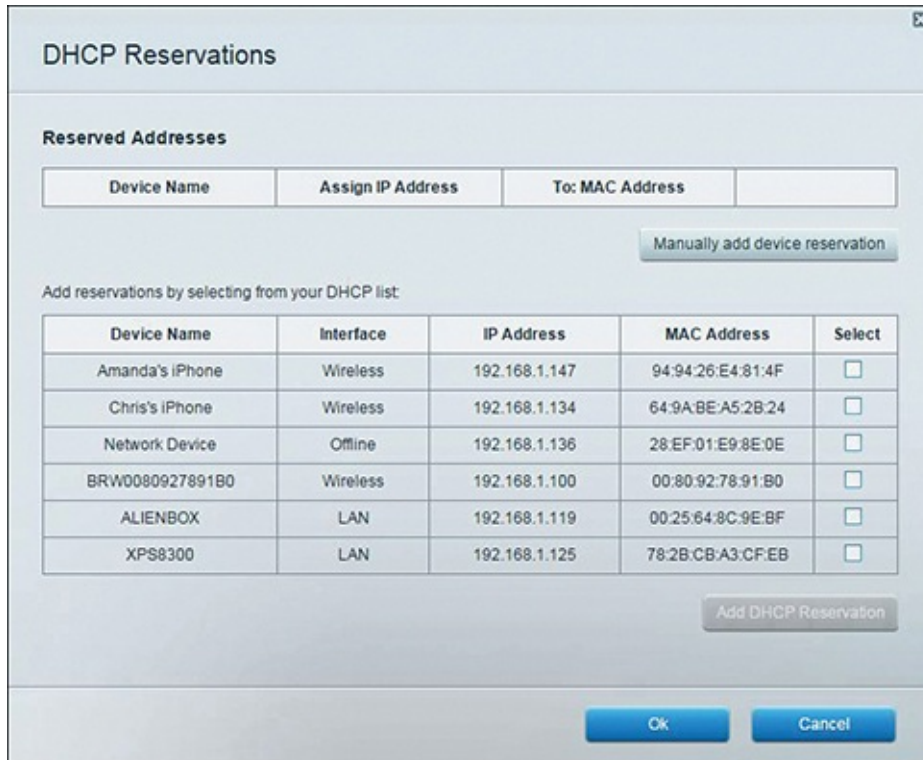 DHCP Reservations
Reserved Addresses
Device Name Assign IP Address To: MAC Address
Manually add device reservation
Add reservations by selecting from your DHCP list:
Device Name Interface IP Address MAC Address Select
Amanda's iPhone Wireless 192.168.1.147 94:94:26:E4:81:4F
Chris's iPhone Wireless 192.168.1.134 64:9A:BE:A5:2B:24
Network Device Offline 192.168.1.136 28:EF:01:E9:8E:0E
BRW0080927891B0 Wireless 192.168.1.100 00:80:92:78:91:B0
ALIENBOX LAN 192.168.1.119 00:25:64:8C:9E:BF
XPS8300 LAN 192.168.1.125 78:2B:CB:A3:CF:EB
Add DHCP Reservation
Ok Cancel